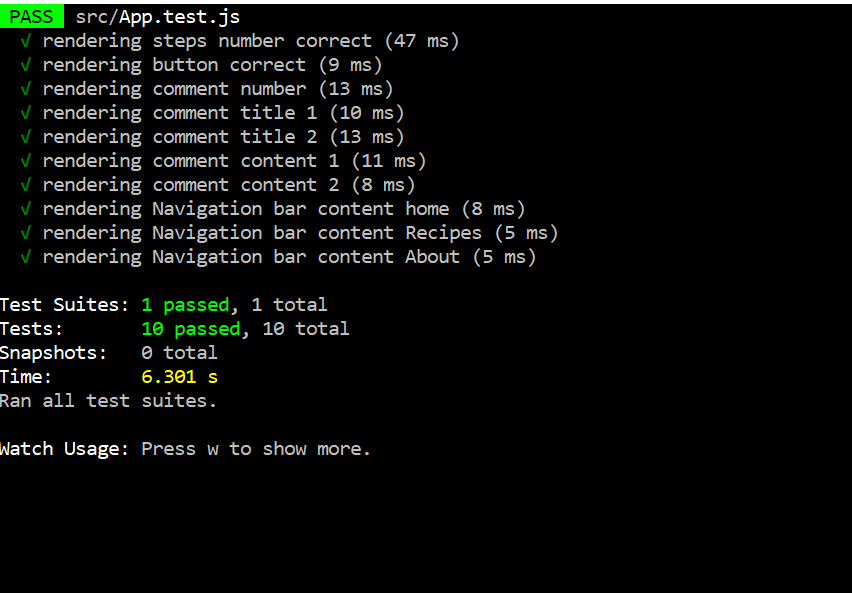 PASS src/App.test.js
√ rendering steps number correct (47 ms)
√ rendering button correct (9 ms)
√ rendering comment number (13 ms)
√ rendering comment title 1 (10 ms)
√ rendering comment title 2 (13 ms)
√ rendering comment content 1 (11 ms)
√ rendering comment content 2 (8 ms)
√ rendering Navigation bar content home (8 ms)
√ rendering Navigation bar content Recipes (5 ms)
√ rendering Navigation bar content About (5 ms)
Test Suites: 1 passed, 1 total
Tests: 10 passed, 10 total
Snapshots: 0 total
Time: 6.301 s
Ran all test suites.
Watch Usage: Press w to show more.